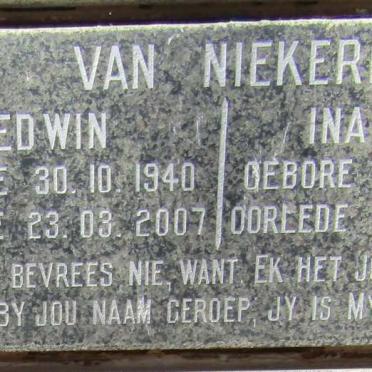 VAN NIEKER
EDWIN INA
E 30.10.1940 GEBORE
E 23.03.2007 OORLEDE
BEVREES NIE, WANT EK HET J
BY JOU NAAM GEROEP, JY IS MY